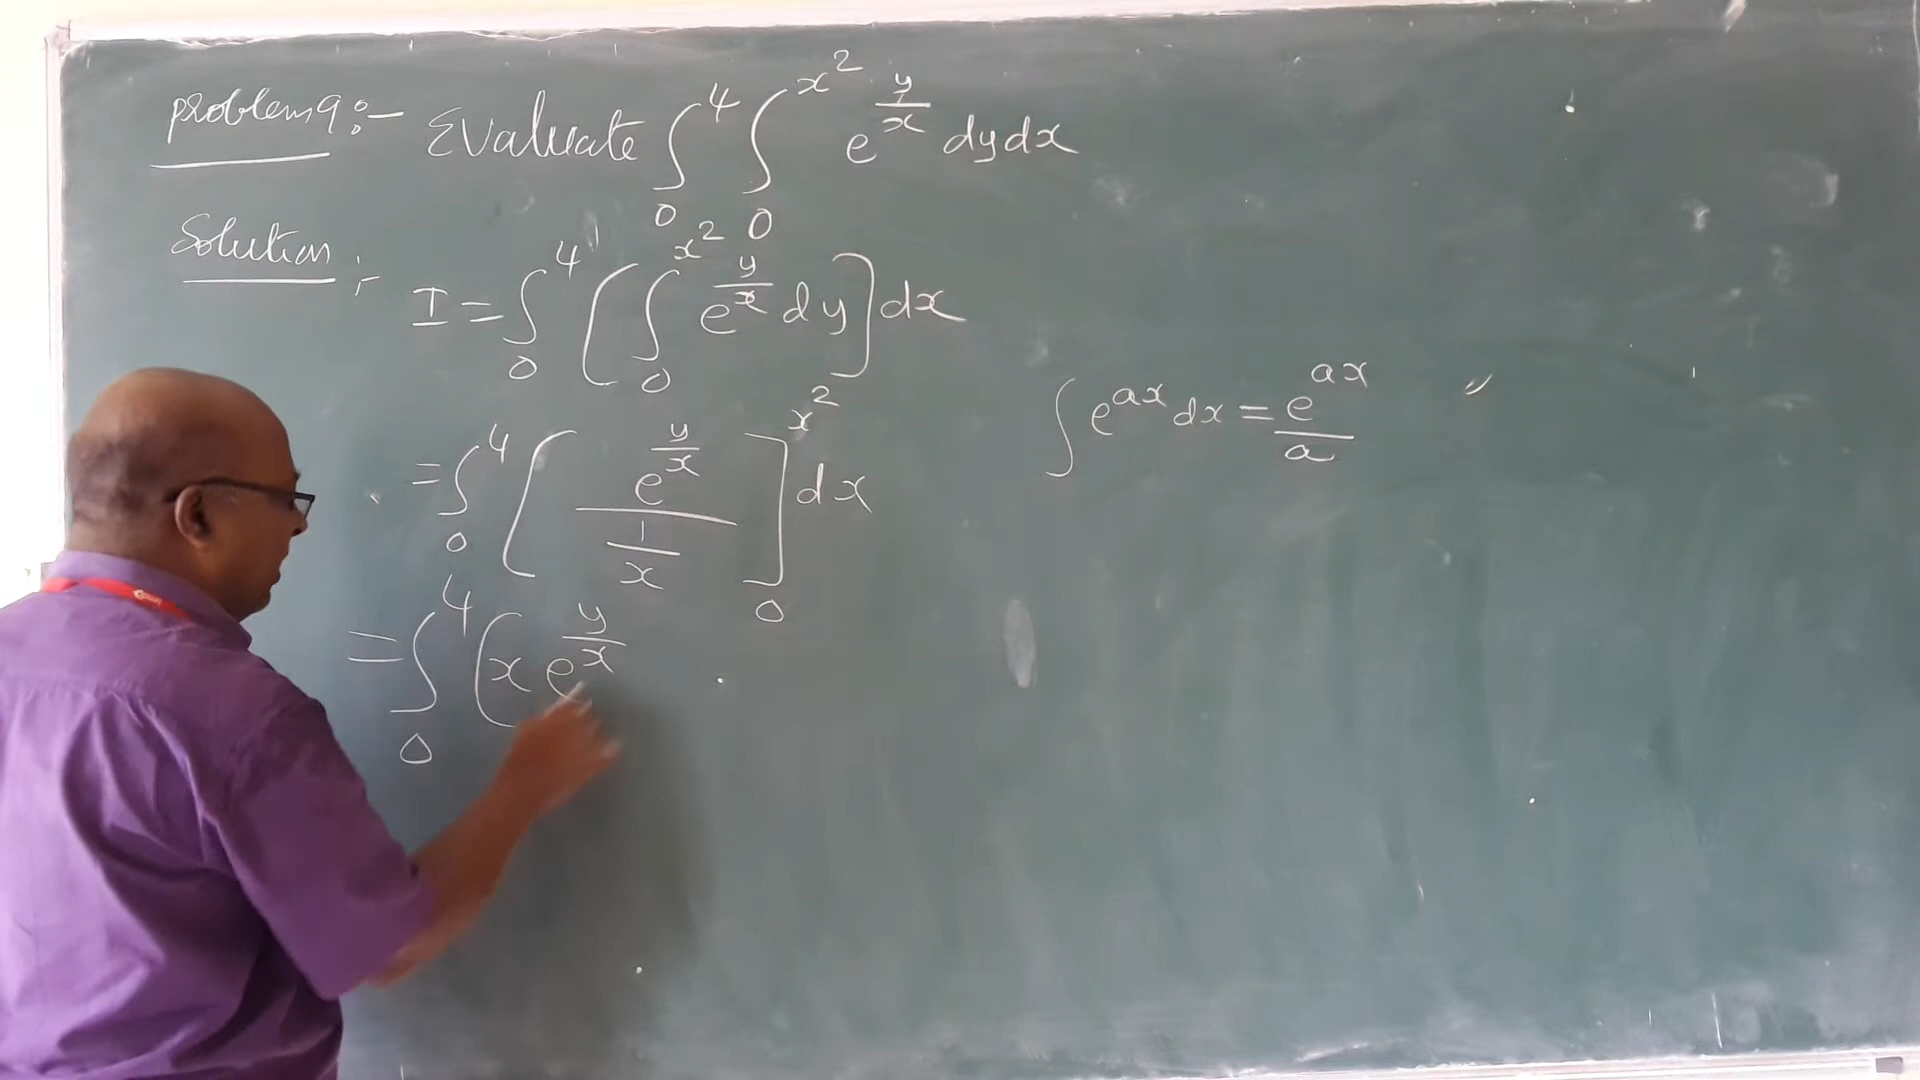 problem 9 :- Evaluate ∫₀⁴ ∫₀^{x²} e^{y/x} dy dx
Solution :-
I = ∫₀⁴ [ ∫₀^{x²} e^{y/x} dy ] dx
= ∫₀⁴ [ e^{y/x} / (1/x) ]₀^{x²} dx
∫ e^{ax} dx = e^{ax} / a
= ∫₀⁴ ( x e^{y/x}